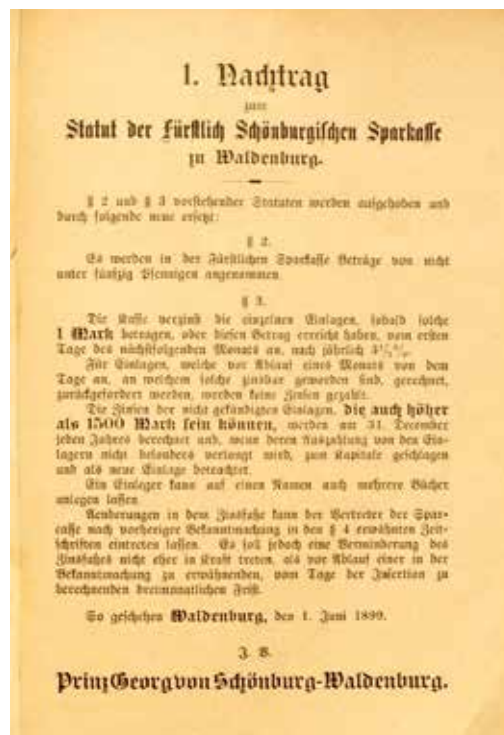 1. Nachtrag
zum
Statut der Fürstlich Schönburgischen Sparkasse
zu Waldenburg.
§ 2 und § 3 vorstehender Statuten werden aufgehoben und
durch folgende neue ersetzt:
§ 2.
Es werden in der Fürstlichen Sparkasse Beträge von nicht
unter fünfzig Pfennigen angenommen.
§ 3.
Die Kasse verzinst die einzelnen Einlagen, sobald solche
1 Mark betragen, oder diesen Betrag erreicht haben, vom ersten
Tage des nächstfolgenden Monats an, nach jährlich
Für Einlagen, welche vor Ablauf eines Monats von dem
Tage an, an welchem solche zinsbar geworden sind, gerechnet,
zurückgefordert werden, werden keine Zinsen gezahlt.
Die Zinsen der nicht gekündigten Einlagen, die auch höher
als 1500 Mark sein können, werden am 31. December
jeden Jahres berechnet und, wenn deren Auszahlung von den Ein-
lagern nicht besonders verlangt wird, zum Kapitale geschlagen
und als neue Einlage betrachtet.
Ein Einleger kann auf einen Namen auch mehrere Bücher
anlegen lassen.
Aenderungen in dem Zinsfuße kann der Vertreter der Spar-
casse nach vorheriger Bekanntmachung in den § 4 erwähnten Zeit-
schriften eintreten lassen. Es soll jedoch eine Verminderung des
Zinsfußes nicht eher in Kraft treten, als vor Ablauf einer in der
Bekanntmachung zu erwähnenden, vom Tage der Insertion zu
berechnenden dreimonatlichen Frist.
So geschehen Waldenburg, den 1. Juni 1899.
J. V.
Prinz Georg von Schönburg-Waldenburg.